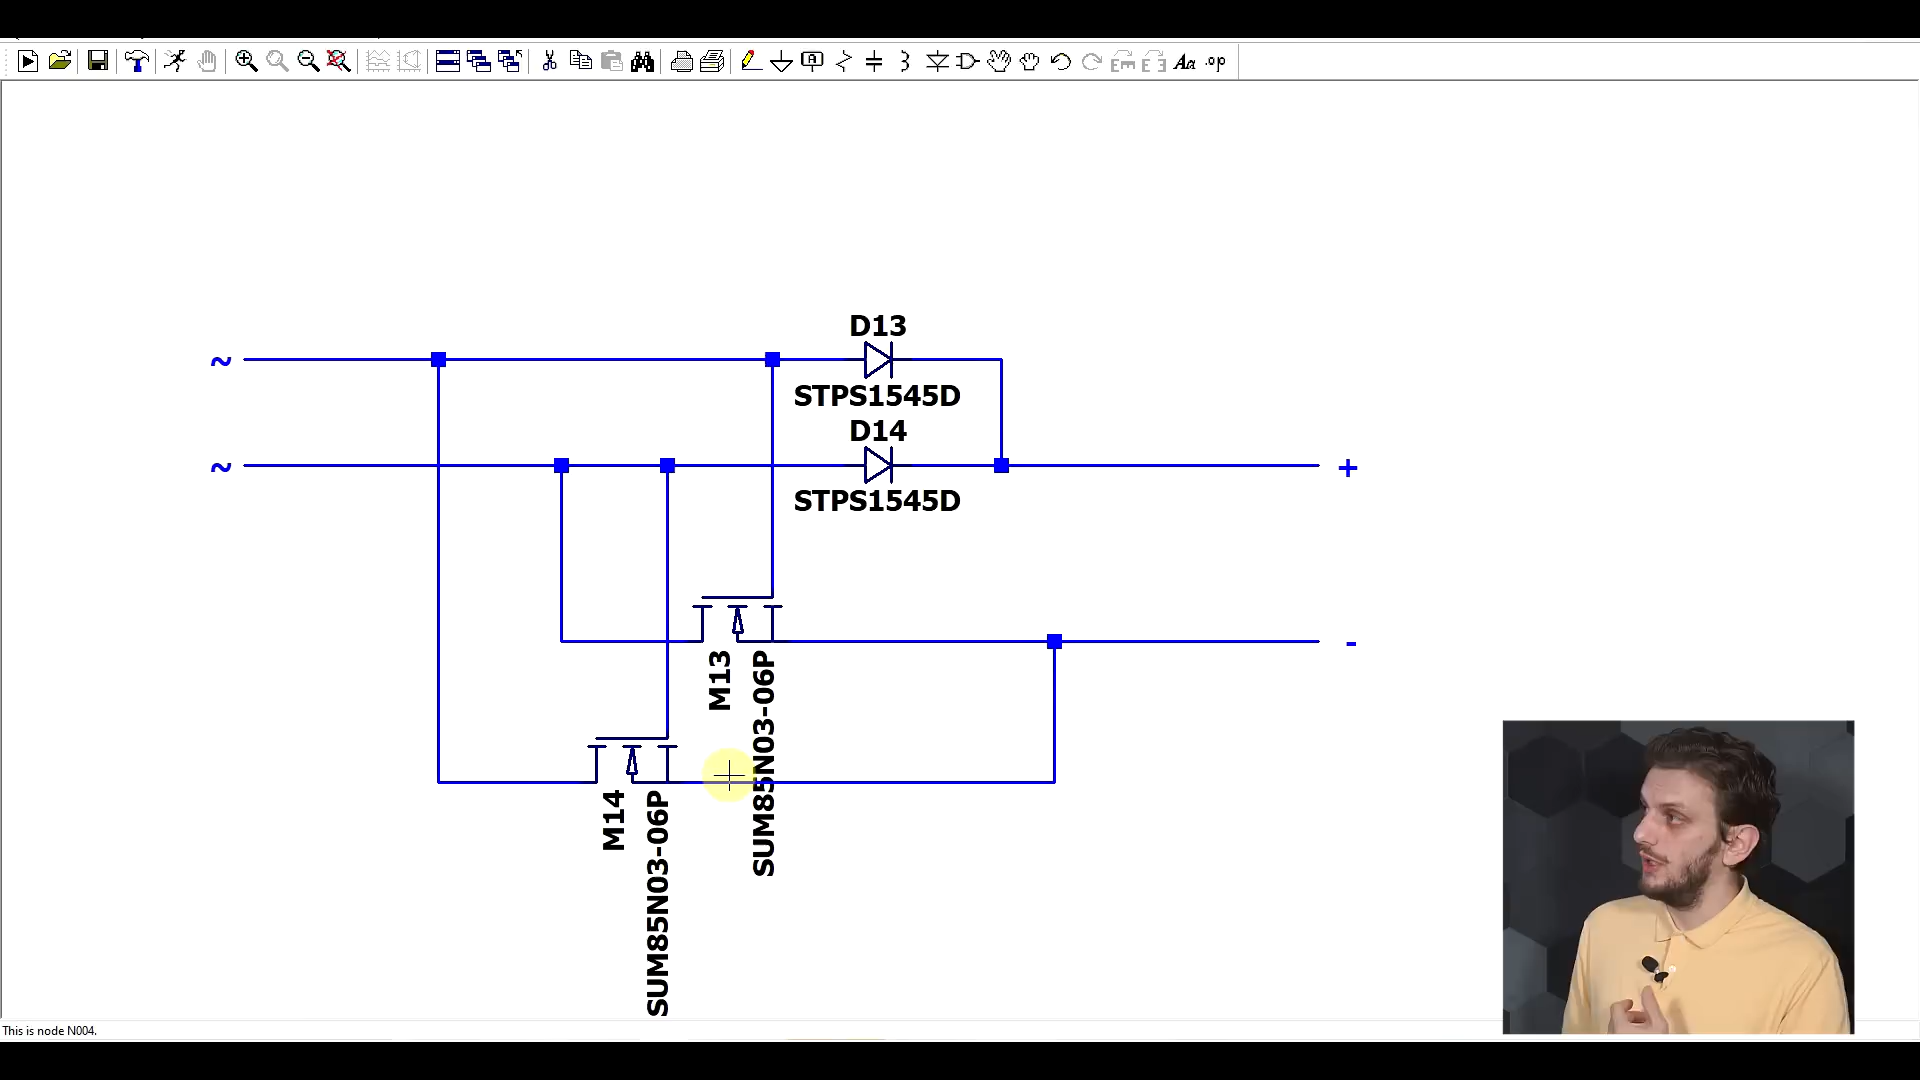 D13
~
STPS1545D
D14
~
+
STPS1545D
-
M13
SUM85N03-06P
M14
SUM85N03-06P
This is node N004.